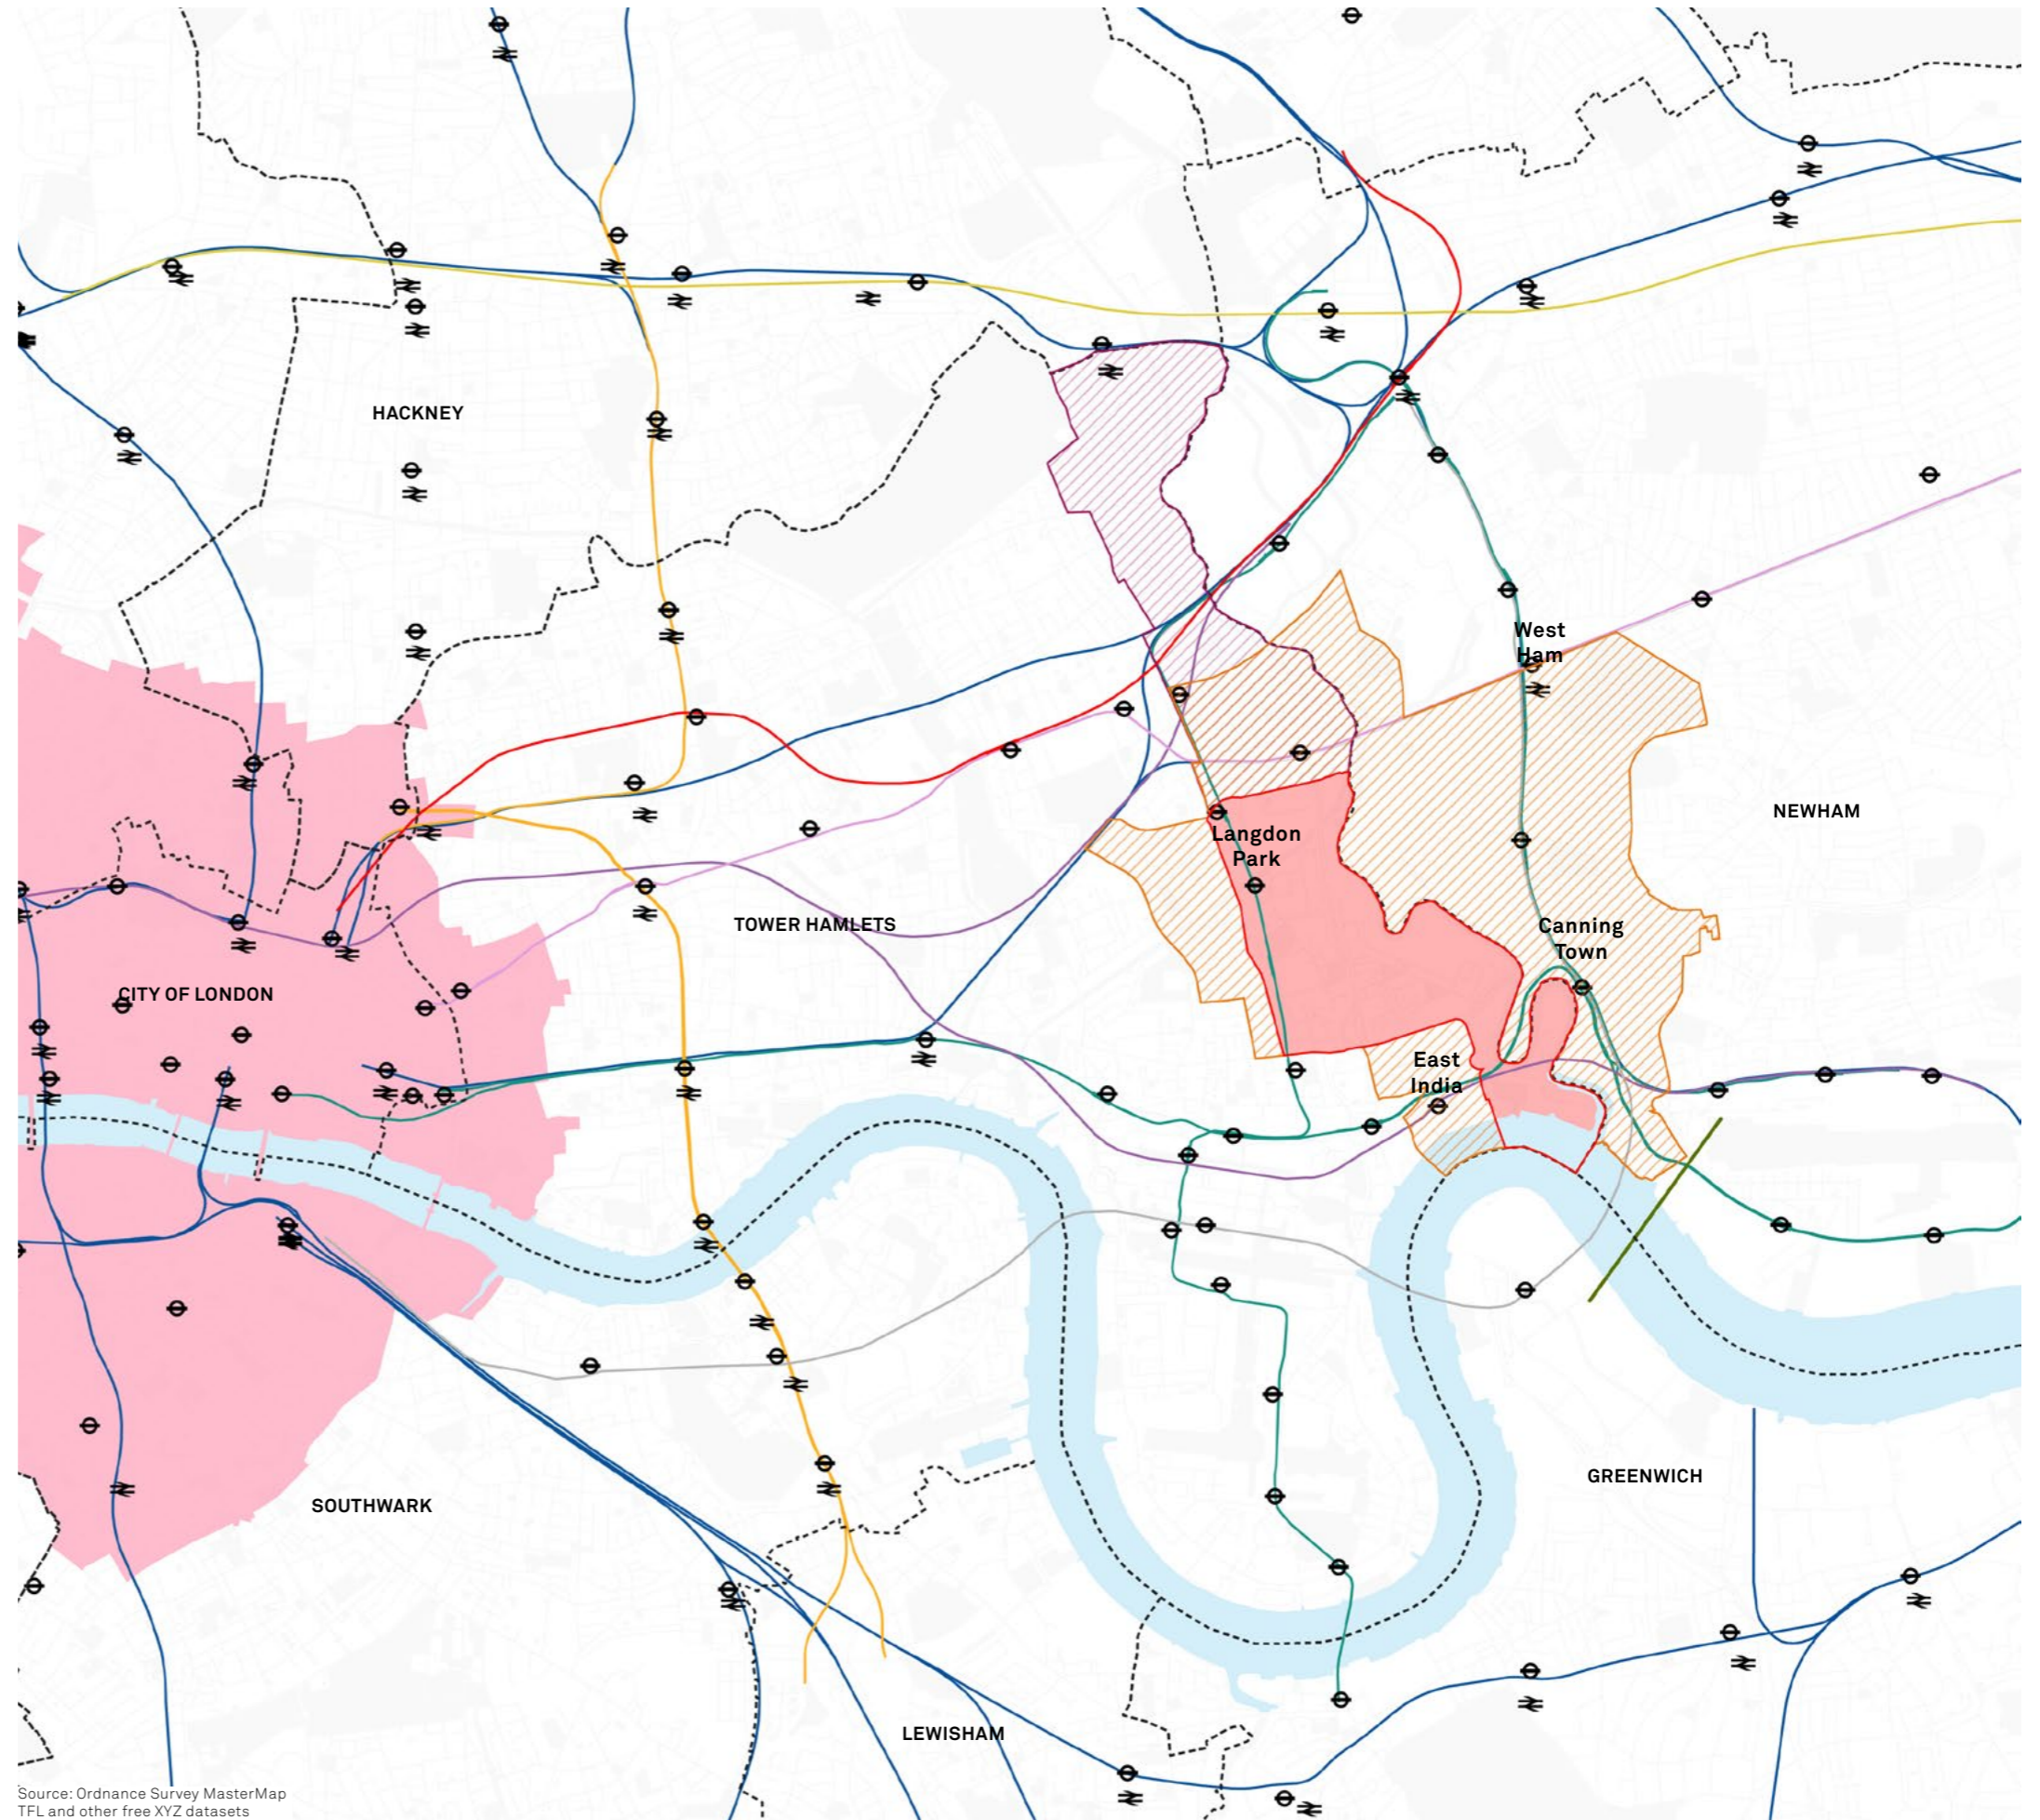 HACKNEY
West
Ham
NEWHAM
Langdon
Park
TOWER HAMLETS
Canning
Town
CITY OF LONDON
East
India
GREENWICH
SOUTHWARK
LEWISHAM
Source: Ordnance Survey MasterMap
TFL and other free XYZ datasets